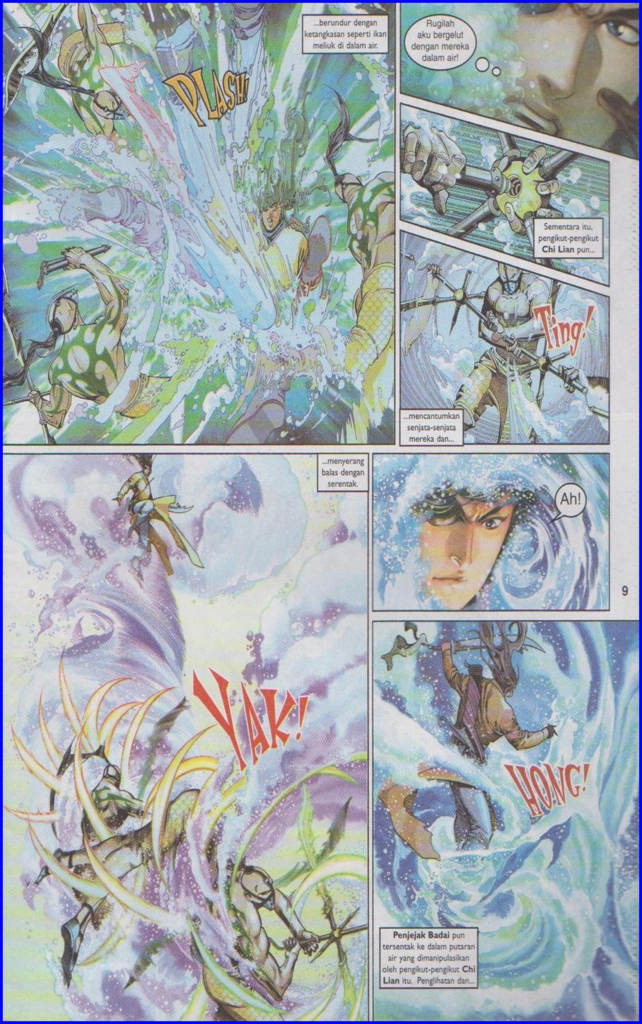 ...berundur dengan
ketangkasan seperti ikan
meliuk di dalam air.
PLASH!
Rugilah
aku bergelut
dengan mereka
dalam air!
Sementara itu,
pengikut-pengikut
Chi Lian pun...
Ting!
...mencantumkan
senjata-senjata
mereka dan...
...menyerang
balas dengan
serentak.
YAK!
Ah!
9
HONG!
Penjejak Badai pun
tersentak ke dalam putaran
air yang dimanipulasikan
oleh pengikut-pengikut Chi
Lian itu. Penglihatan dan...